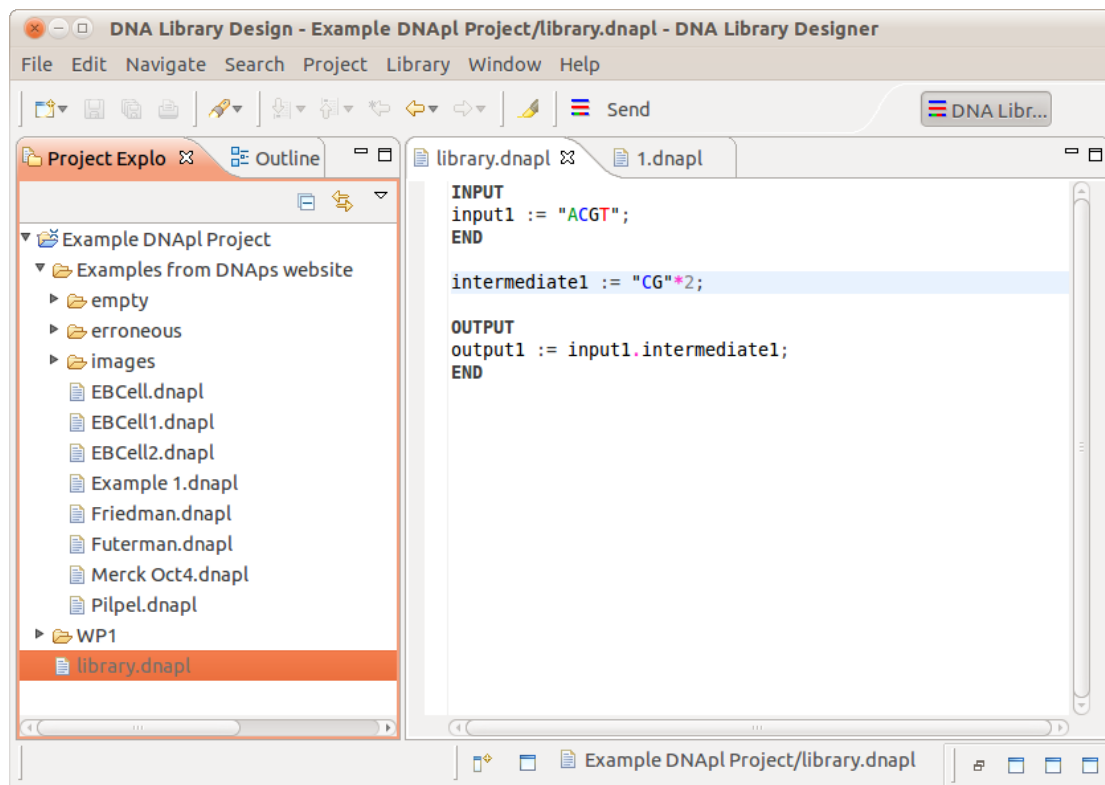 DNA Library Design - Example DNApl Project/library.dnapl - DNA Library Designer
File Edit Navigate Search Project Library Window Help
Send
DNA Libr...
Project Explo
Outline
Example DNApl Project
Examples from DNAps website
empty
erroneous
images
EBCell.dnapl
EBCell1.dnapl
EBCell2.dnapl
Example 1.dnapl
Friedman.dnapl
Futerman.dnapl
Merck Oct4.dnapl
Pilpel.dnapl
WP1
library.dnapl
library.dnapl
1.dnapl
INPUT
input1 := "ACGT";
END
intermediate1 := "CG"*2;
OUTPUT
output1 := input1.intermediate1;
END
Example DNApl Project/library.dnapl